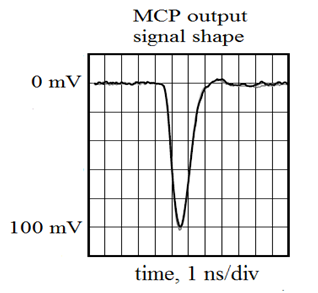 MCP output
signal shape
0 mV
100 mV
time, 1 ns/div